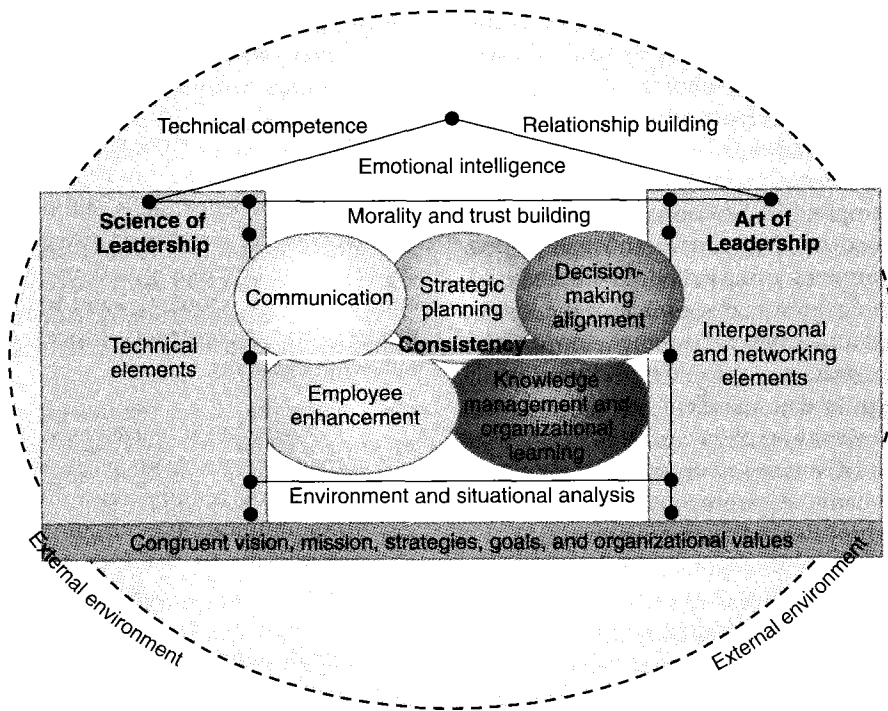 Technical competence
Relationship building
Emotional intelligence
Science of
Leadership
Morality and trust building
Art of
Leadership
Communication
Strategic
planning
Decision-
making
alignment
Consistency
Technical
elements
Interpersonal
and networking
elements
Employee
enhancement
Knowledge
management and
organizational
learning
Environment and situational analysis
Congruent vision, mission, strategies, goals, and organizational values
External environment
External environment